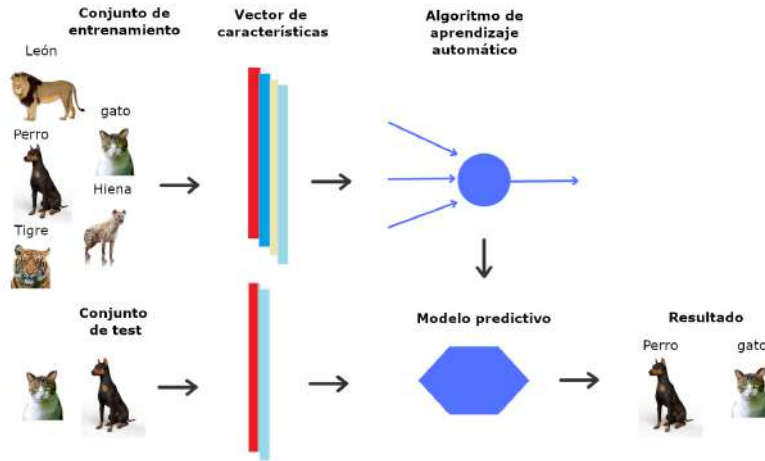 Conjunto de
entrenamiento
Vector de
características
Algoritmo de
aprendizaje
automático
León
gato
Perro
Hiena
Tigre
Conjunto
de test
Modelo predictivo
Resultado
Perro
gato